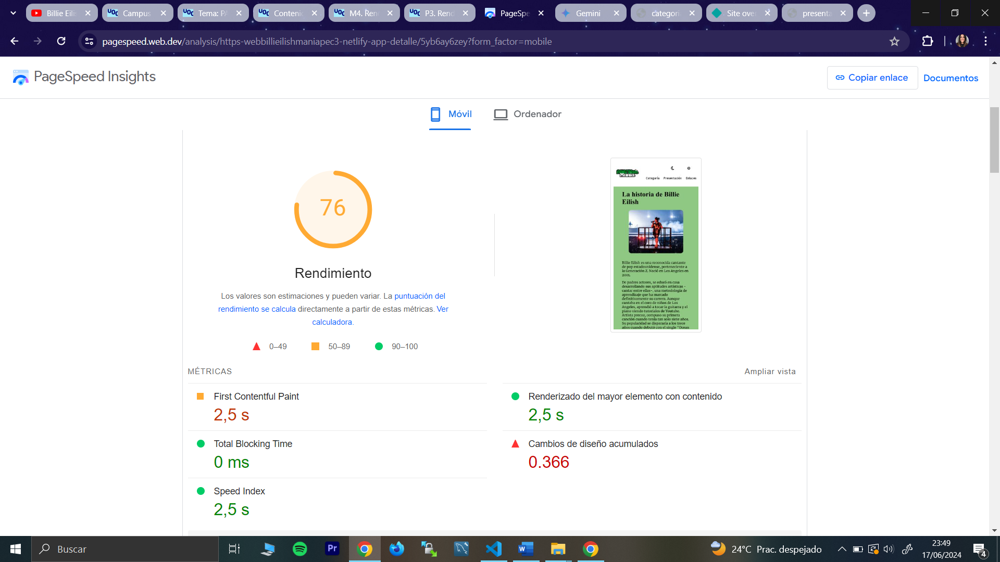 Billie Eilis
Campus
Tema: PA
Conteni
M4. Ren
P3. Rend
PageSpe
Gemini
categori
Site over
presenta
pagespeed.web.dev/analysis/https-webbillieilishmaniapec3-netlify-app-detalle/5yb6ay6zey?form_factor=mobile
PageSpeed Insights
Copiar enlace
Documentos
Móvil
Ordenador
76
Rendimiento
Los valores son estimaciones y pueden variar. La puntuación del
rendimiento se calcula directamente a partir de estas métricas. Ver
calculadora.
0–49
50–89
90–100
Categoría Presentación Enlaces
La historia de Billie
Eilish
Billie Eilish es una reconocida cantante
de pop estadounidense, perteneciente a
la Generación Z. Nació en Los Angeles en
2001.
De padres actores, se educó en casa
desarrollando sus aptitudes artísticas -
cantar entre ellas-, una metodología de
aprendizaje que ha marcado
definitivamente su carrera. Aunque
cantaba en el coro de niños de Los
Angeles, aprendió a tocar la guitarra y el
piano viendo tutoriales de Youtube.
Artista precoz, compuso su primera
canción cuando tenía tan solo siete años.
Su popularidad se dispararía a los trece
años cuando debutó con el single "Ocean
MÉTRICAS
Ampliar vista
First Contentful Paint
2,5 s
Renderizado del mayor elemento con contenido
2,5 s
Total Blocking Time
0 ms
Cambios de diseño acumulados
0.366
Speed Index
2,5 s
Buscar
Pr
24°C Prac. despejado
23:49
17/06/2024
4